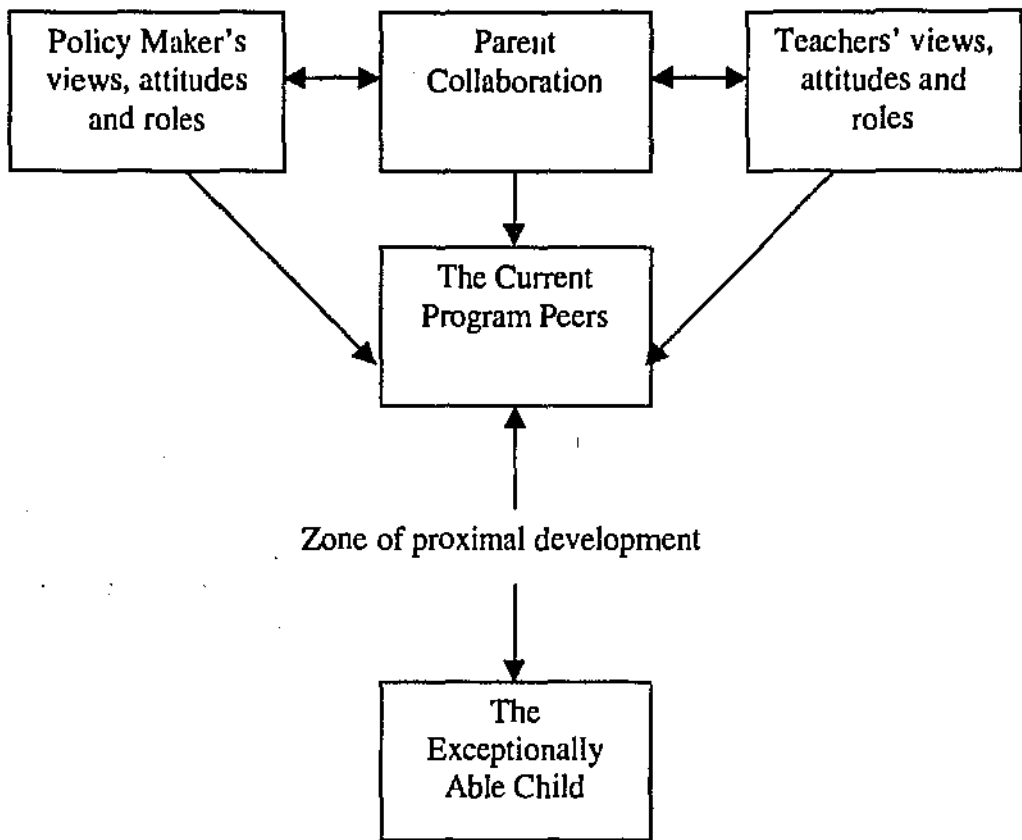 Policy Maker's
views, attitudes
and roles
Parent
Collaboration
Teachers' views,
attitudes and
roles
The Current
Program Peers
Zone of proximal development
The
Exceptionally
Able Child